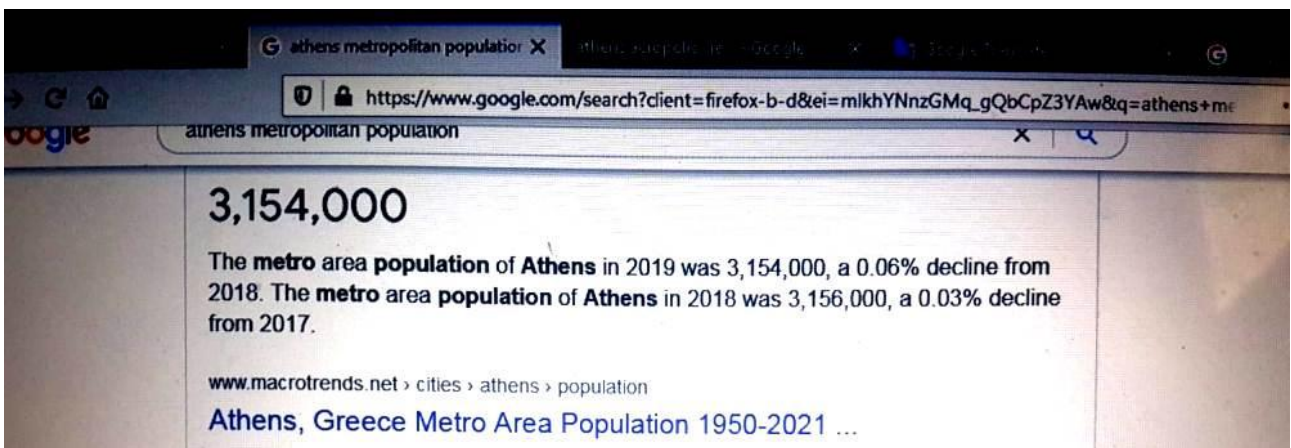 athens metropolitan population
https://www.google.com/search?client=firefox-b-d&ei=mlkhYNnzGMq_gQbCpZ3YAw&q=athens+me
oogle
athens metropolitan population
3,154,000
The metro area population of Athens in 2019 was 3,154,000, a 0.06% decline from
2018. The metro area population of Athens in 2018 was 3,156,000, a 0.03% decline
from 2017.
www.macrotrends.net › cities › athens › population
Athens, Greece Metro Area Population 1950-2021 ...